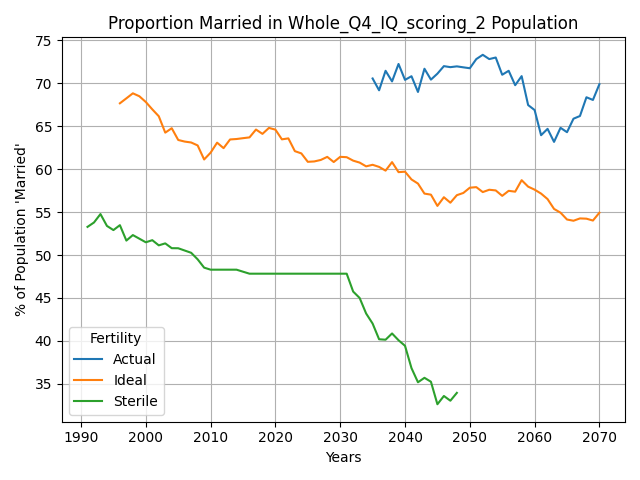 Proportion Married in Whole_Q4_IQ_scoring_2 Population
% of Population 'Married'
75
70
65
60
55
50
45
40
35
Fertility
Actual
Ideal
Sterile
1990 2000 2010 2020 2030 2040 2050 2060 2070
Years